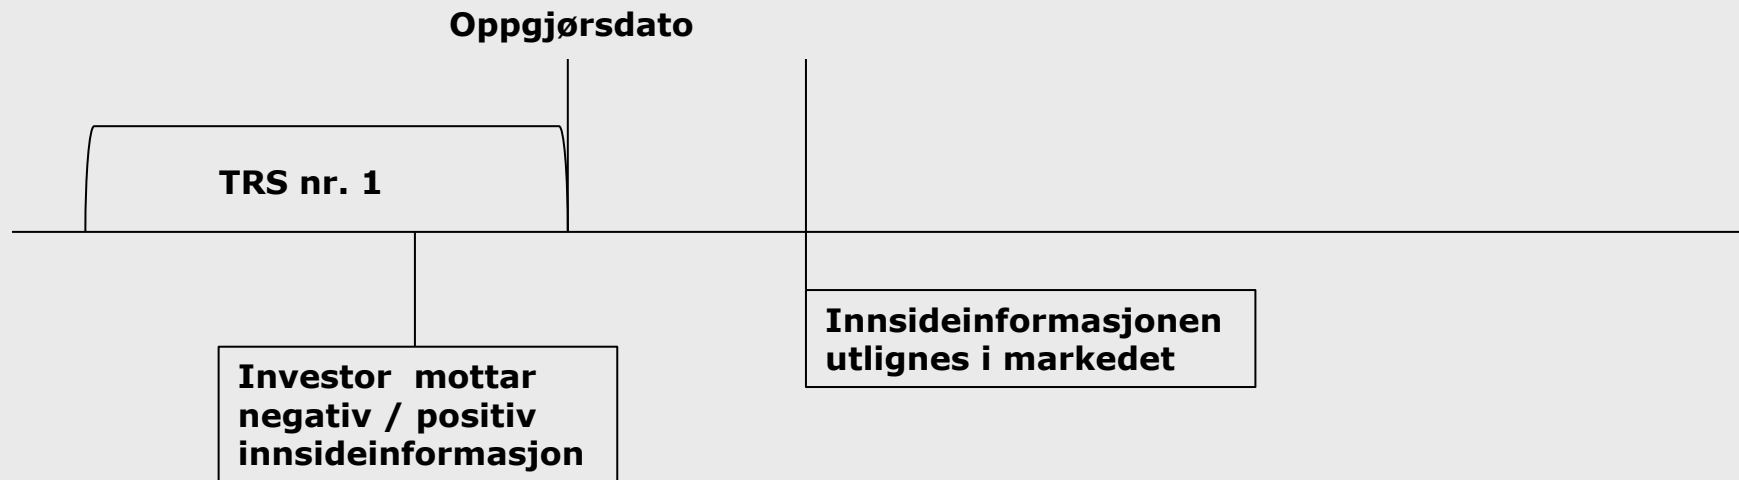 Oppgjørsdato
TRS nr. 1
Innsideinformasjonen
utlignes i markedet
Investor mottar
negativ / positiv
innsideinformasjon